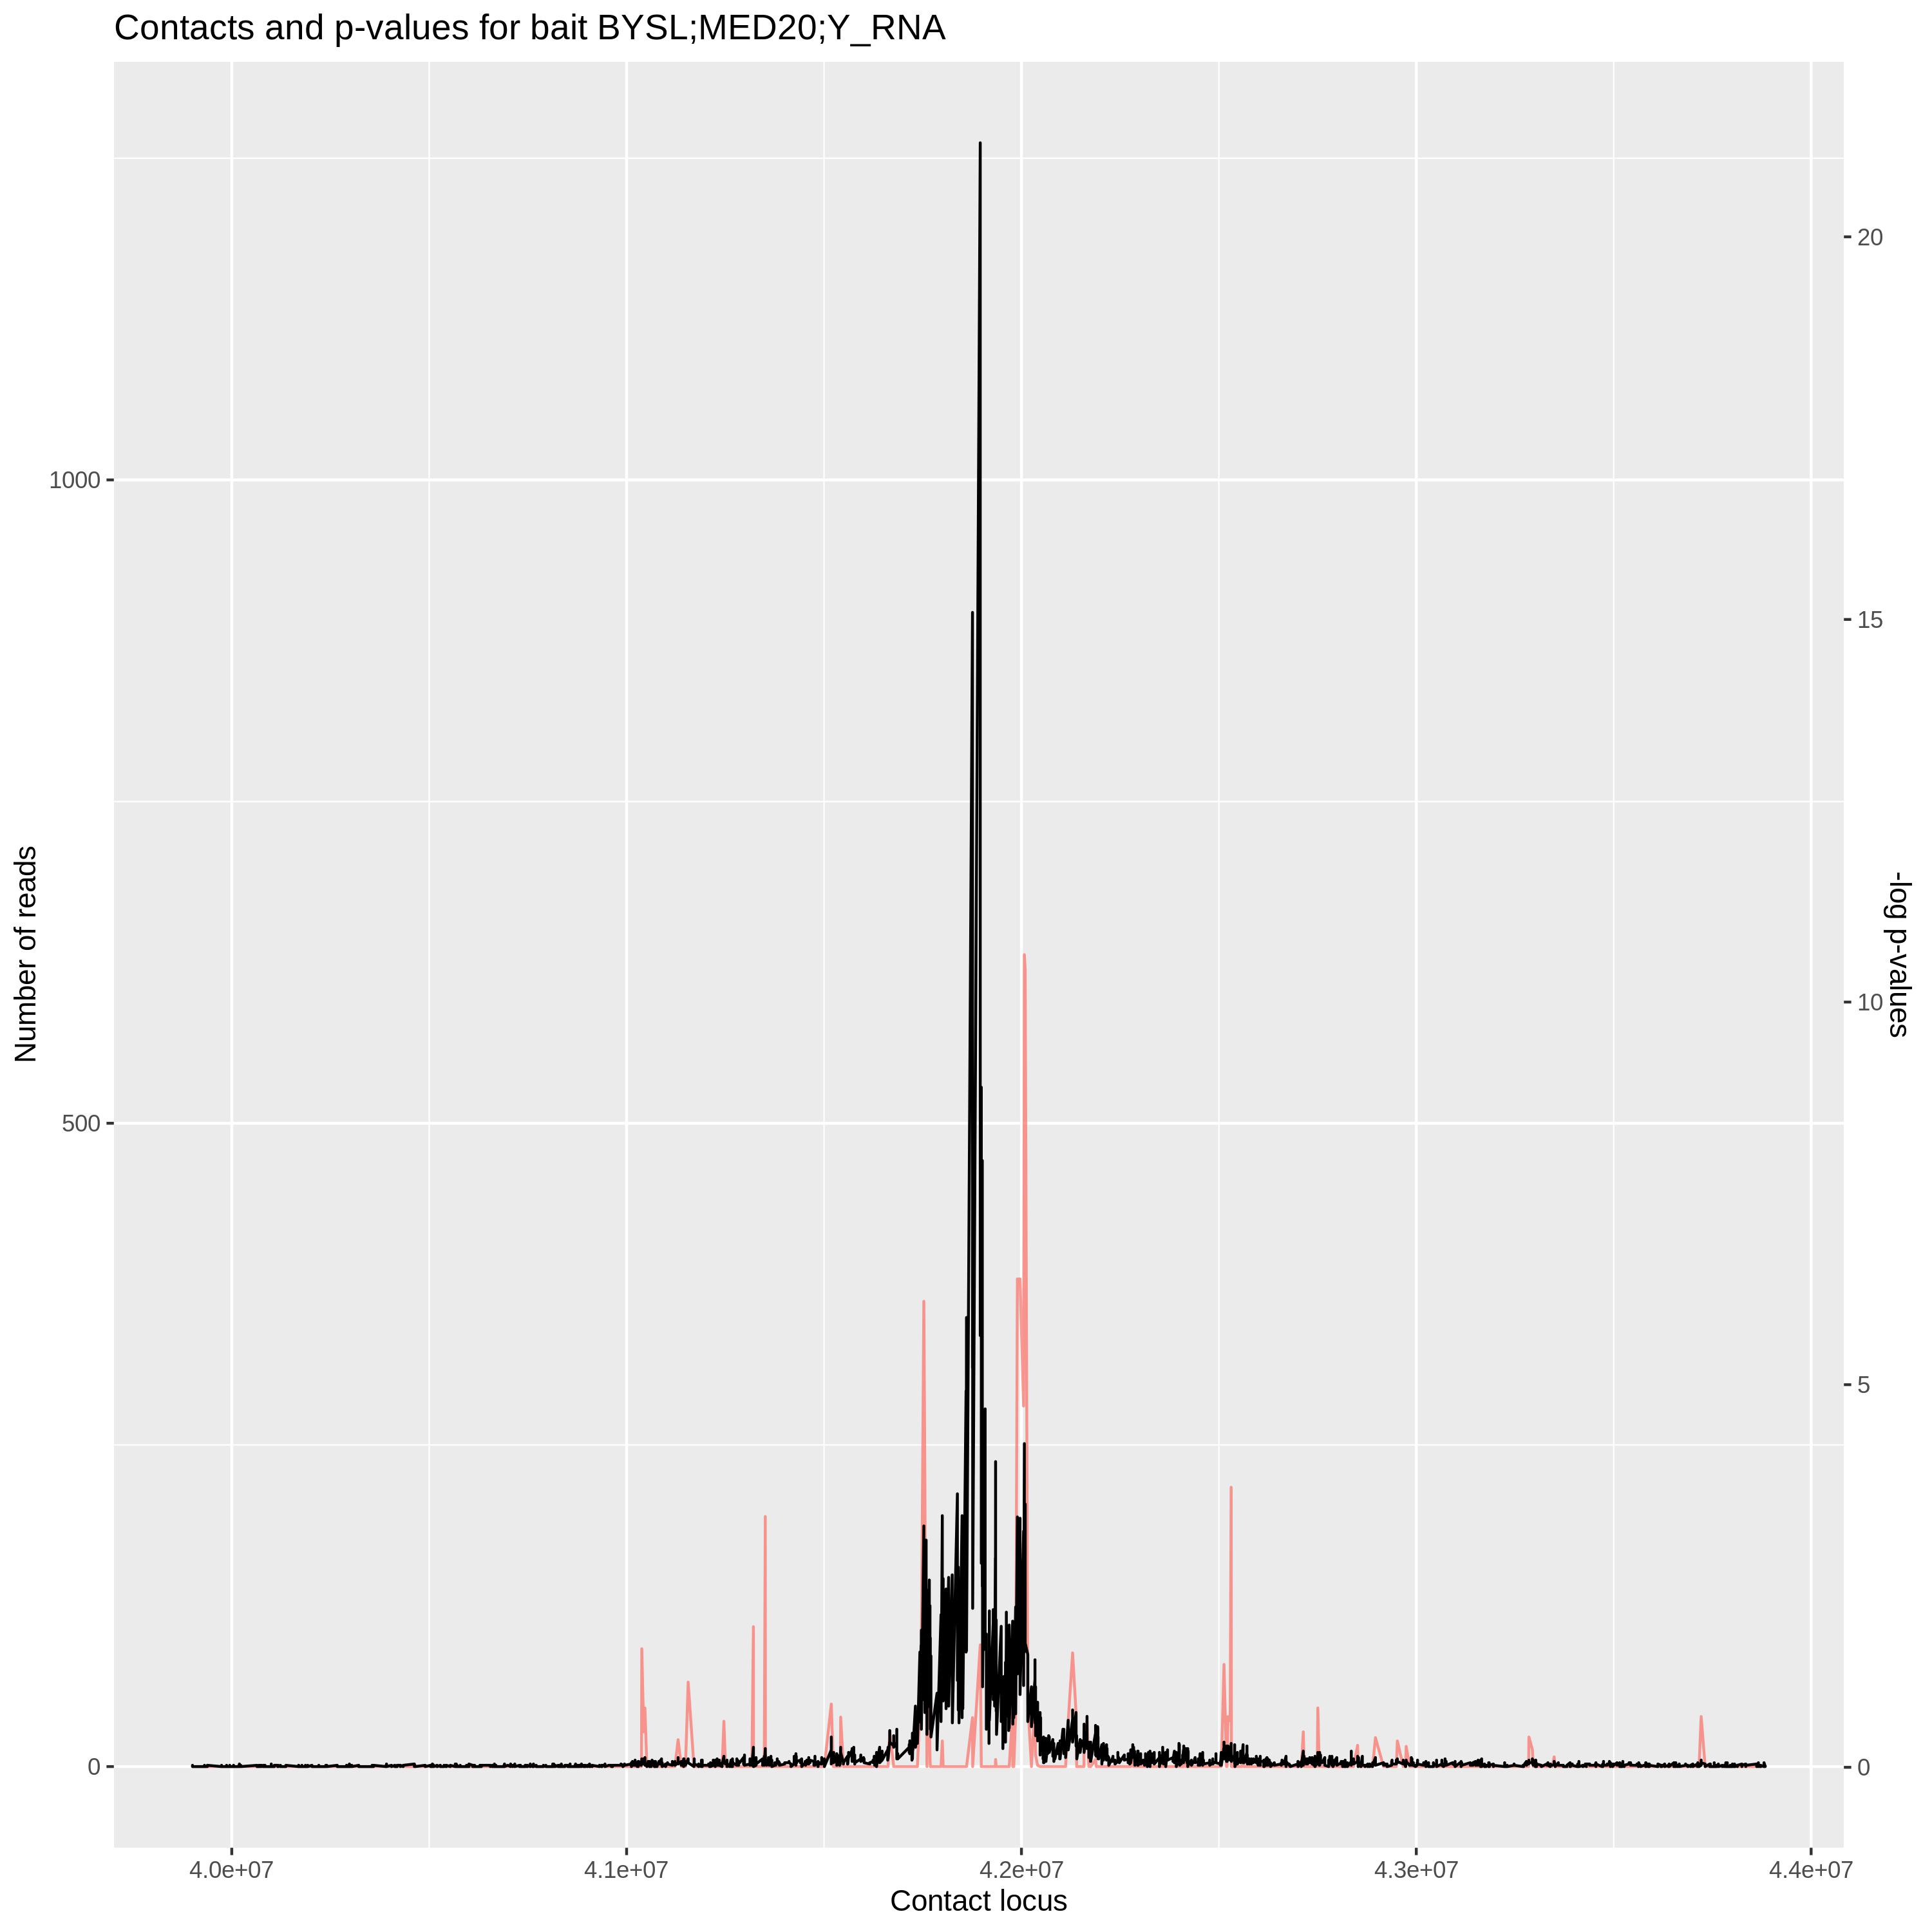 Contacts and p-values for bait BYSL;MED20;Y_RNA
Number of reads
1000
500
0
20
15
10
5
0
-log p-values
4.0e+07 4.1e+07 4.2e+07 4.3e+07 4.4e+07
Contact locus